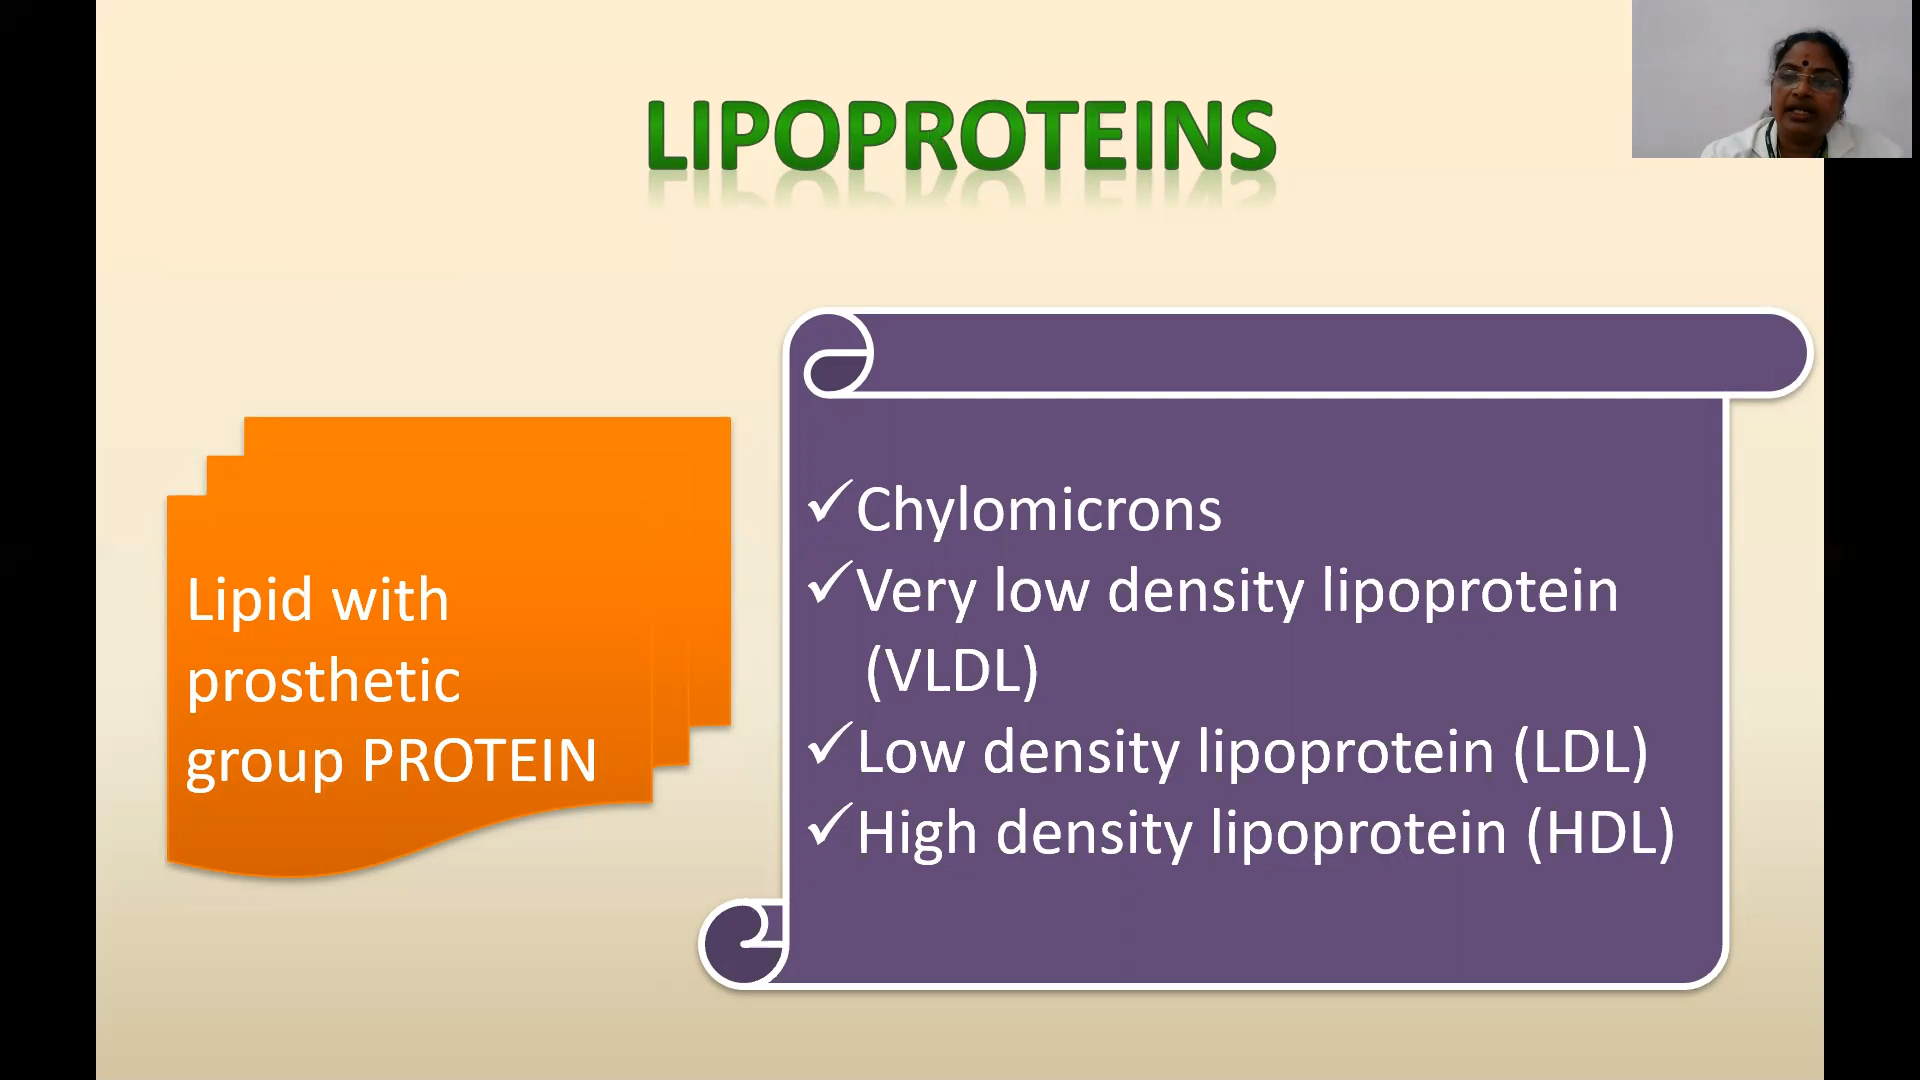 LIPOPROTEINS
Lipid with
prosthetic
group PROTEIN
✓Chylomicrons
✓Very low density lipoprotein
(VLDL)
✓Low density lipoprotein (LDL)
✓High density lipoprotein (HDL)